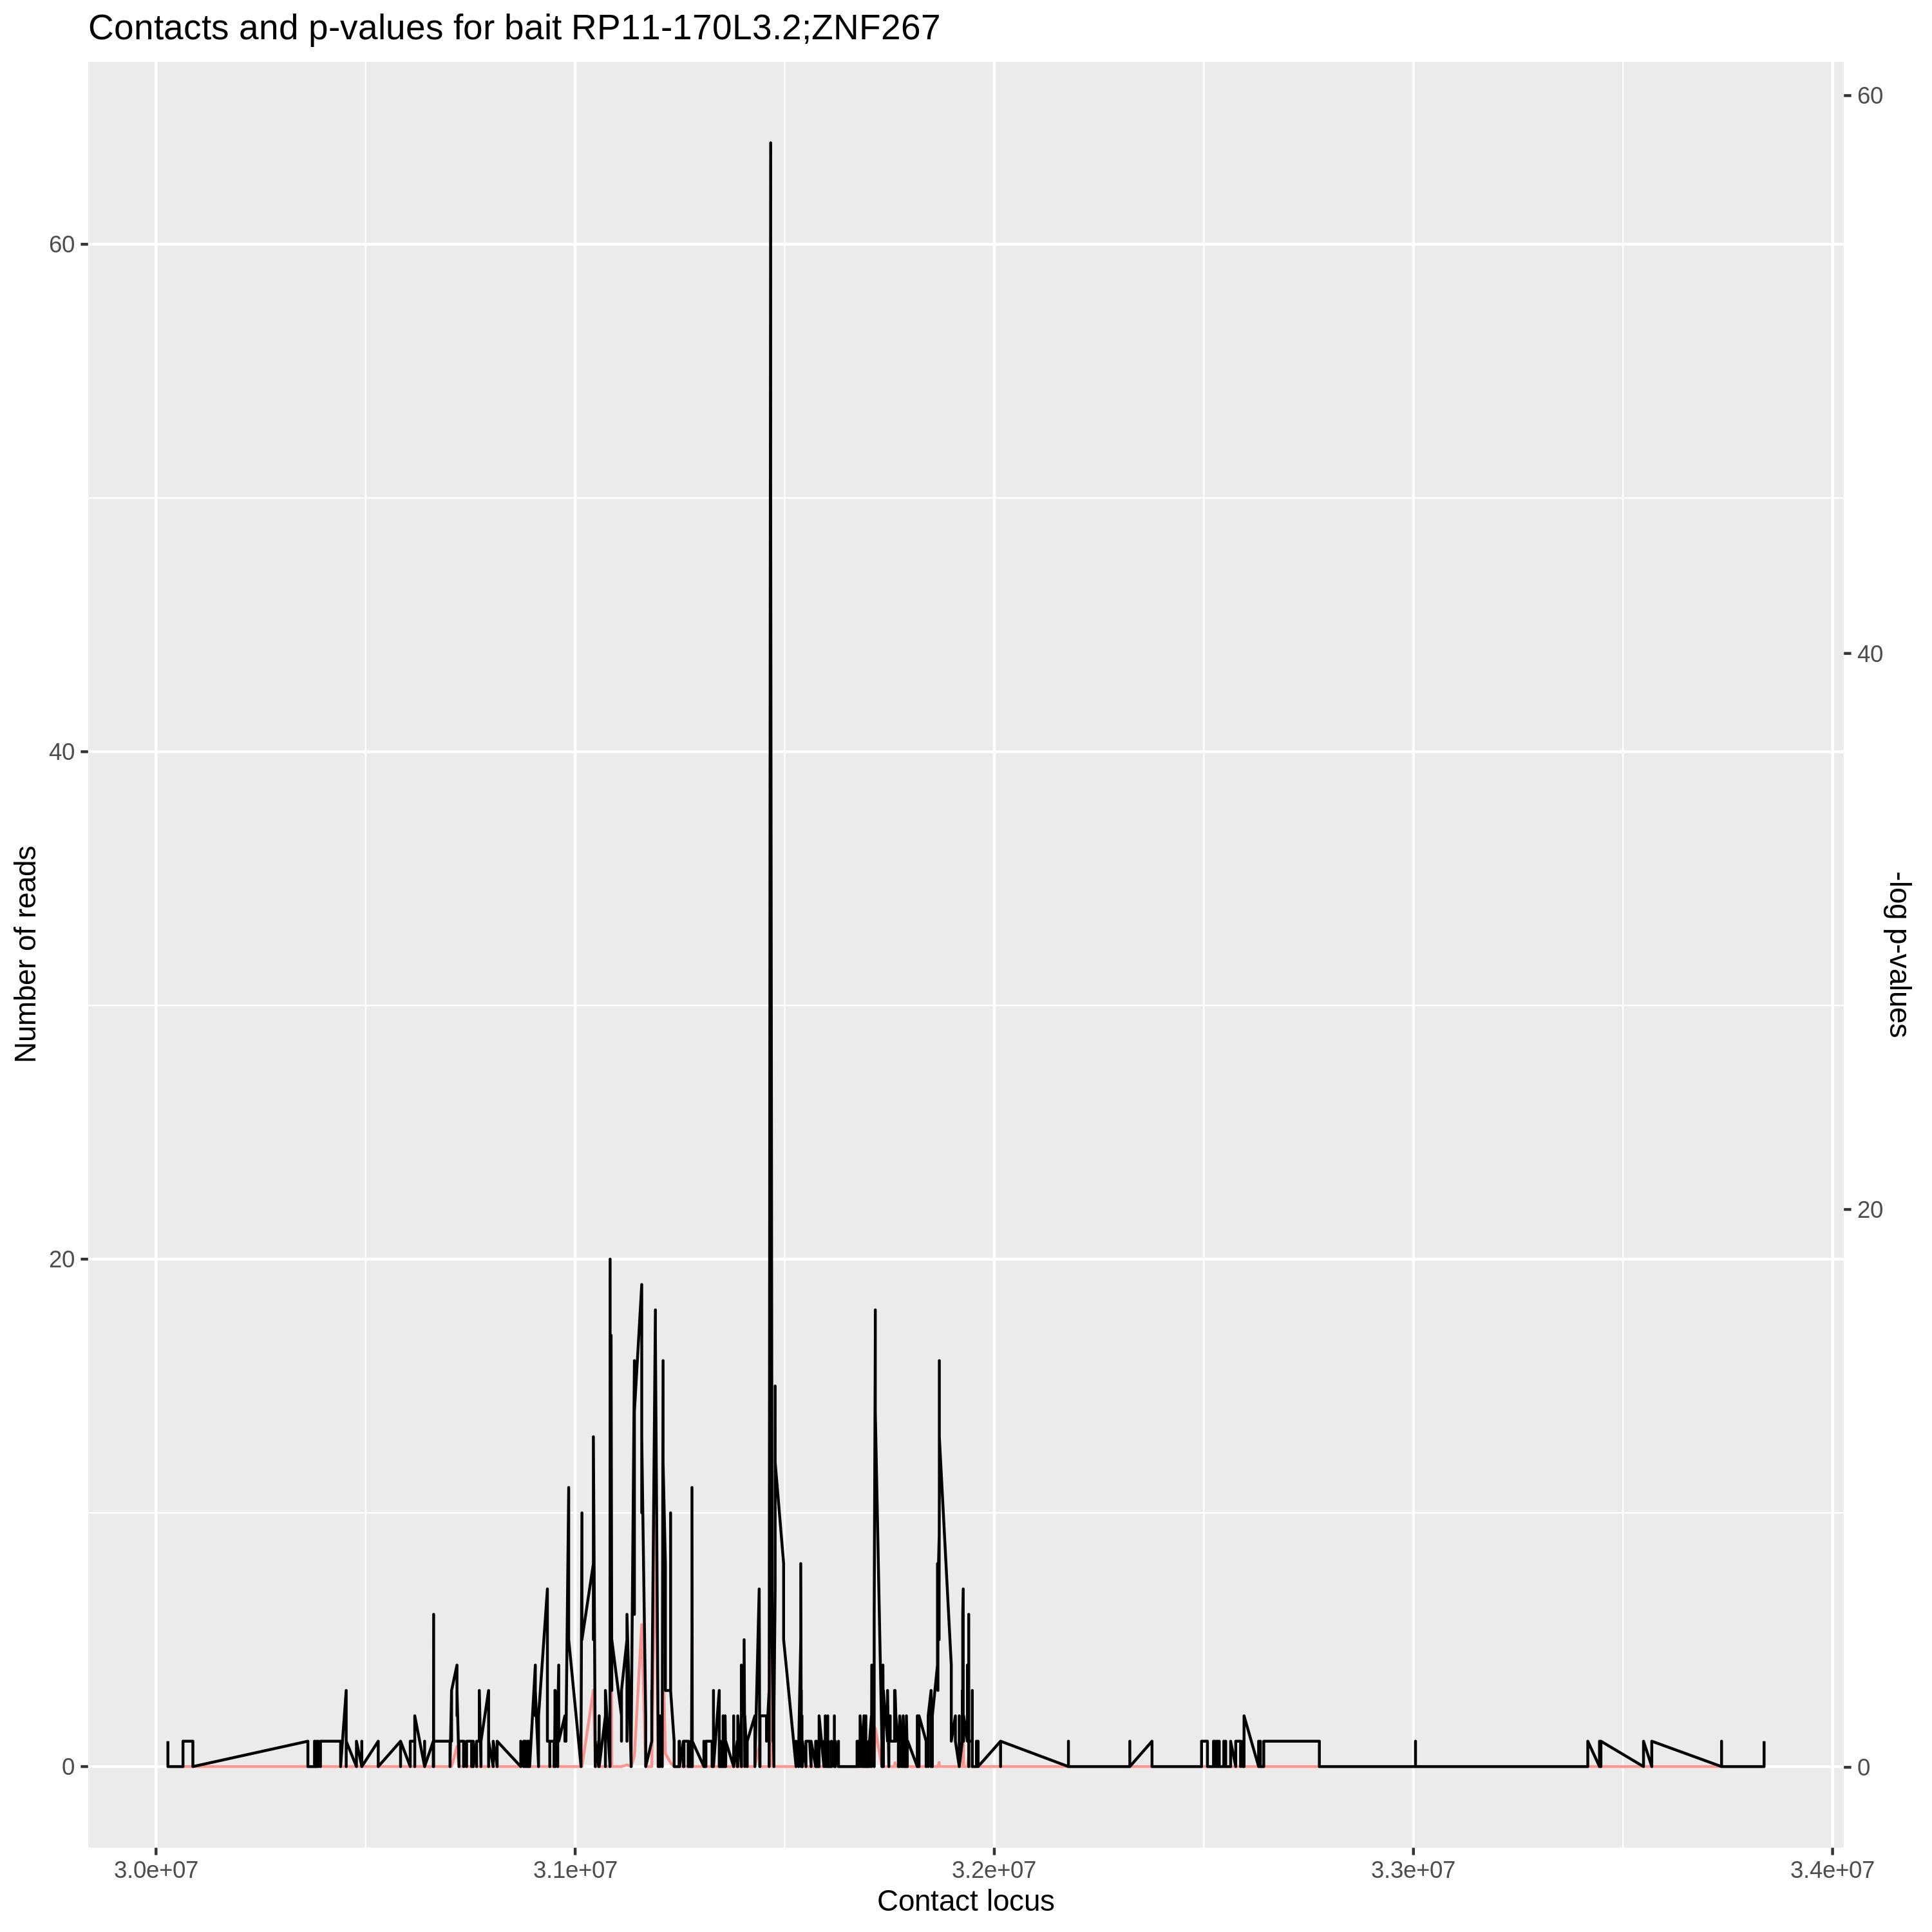 Contacts and p-values for bait RP11-170L3.2;ZNF267
60
40
20
0
Number of reads
60
40
20
0
-log p-values
3.0e+07 3.1e+07 3.2e+07 3.3e+07 3.4e+07
Contact locus